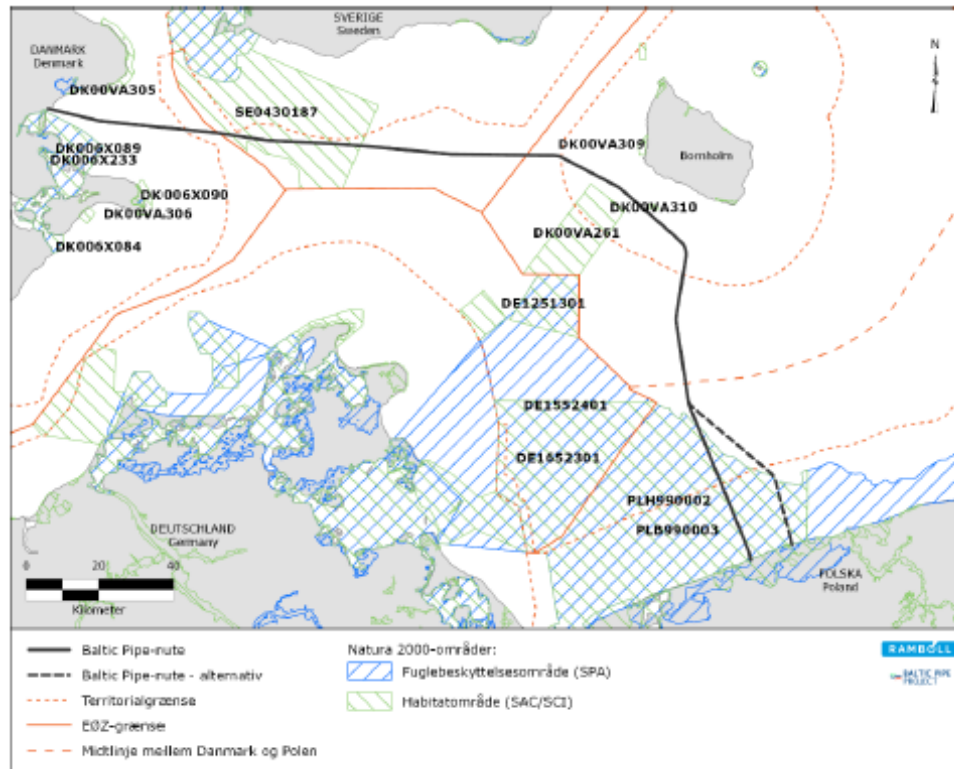 SVERIGE
Sweden
DANMARK
Denmark
N
DK00VA305
SE0430187
DK006X089
DK006X233
DK00VA309
Bornholm
DK006X090
DK00VA306
DK00VA310
DK006X084
DK00VA261
DE1251301
DE1552401
DE1652301
PLH990002
PLB990003
DEUTSCHLAND
Germany
POLSKA
Poland
0 20 40
Kilometer
Baltic Pipe-rute
Baltic Pipe-rute - alternativ
Territorialgrænse
EØZ-grænse
Midtlinje mellem Danmark og Polen
Natura 2000-områder:
Fuglebeskyttelsesområde (SPA)
Habitatområde (SAC/SCI)
RAMBOLL
BALTIC PIPE
PROJECT